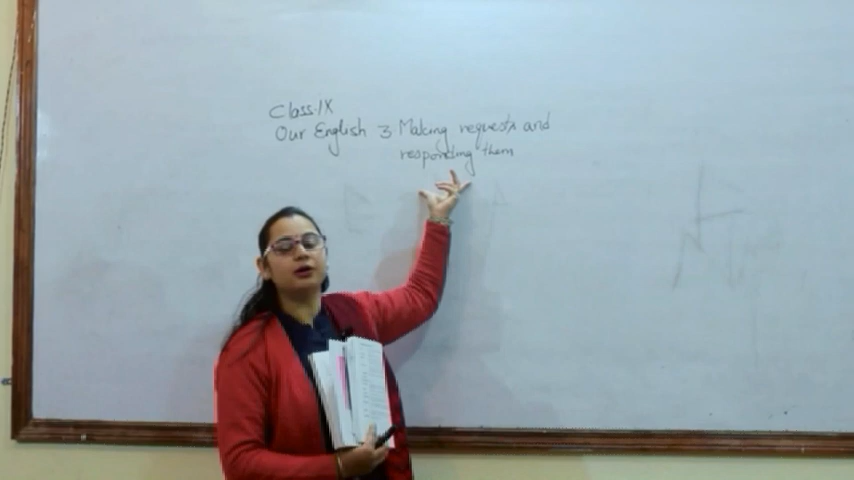 Class-IX
Our English 3. Making requests and
responding them